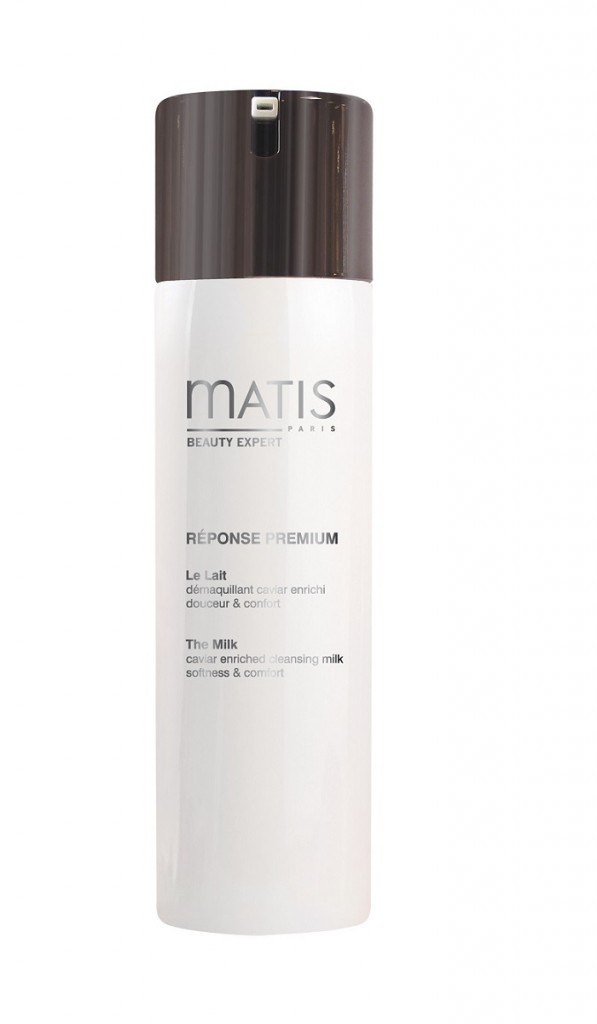 MATIS
PARIS
BEAUTY EXPERT
RÉPONSE PREMIUM
Le Lait
démaquillant caviar enrichi
douceur & confort
The Milk
caviar enriched cleansing milk
softness & comfort